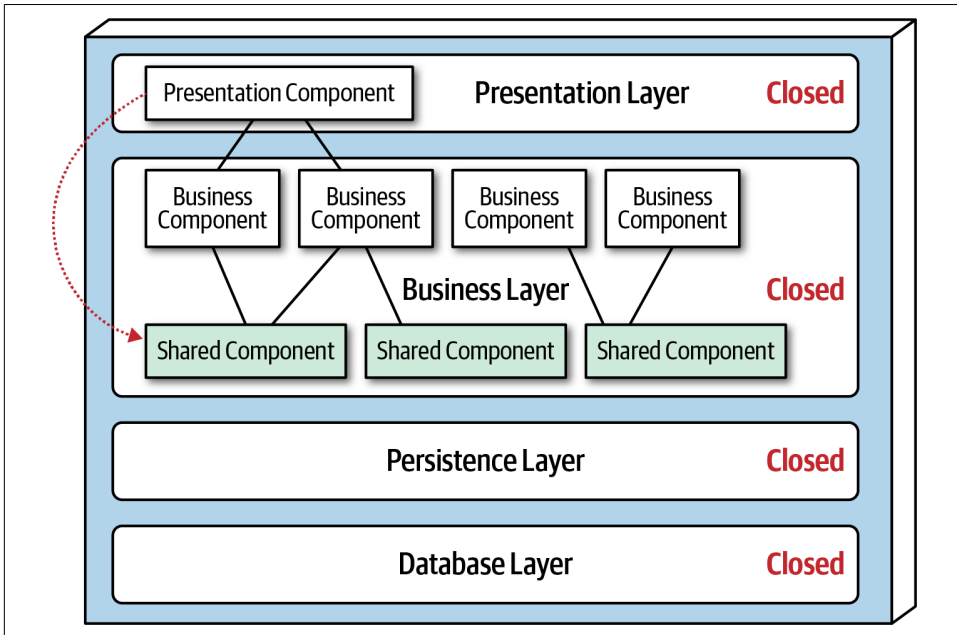 Presentation Component
Presentation Layer
Closed
Business
Component
Business
Component
Business
Component
Business
Component
Business Layer
Closed
Shared Component
Shared Component
Shared Component
Persistence Layer
Closed
Database Layer
Closed